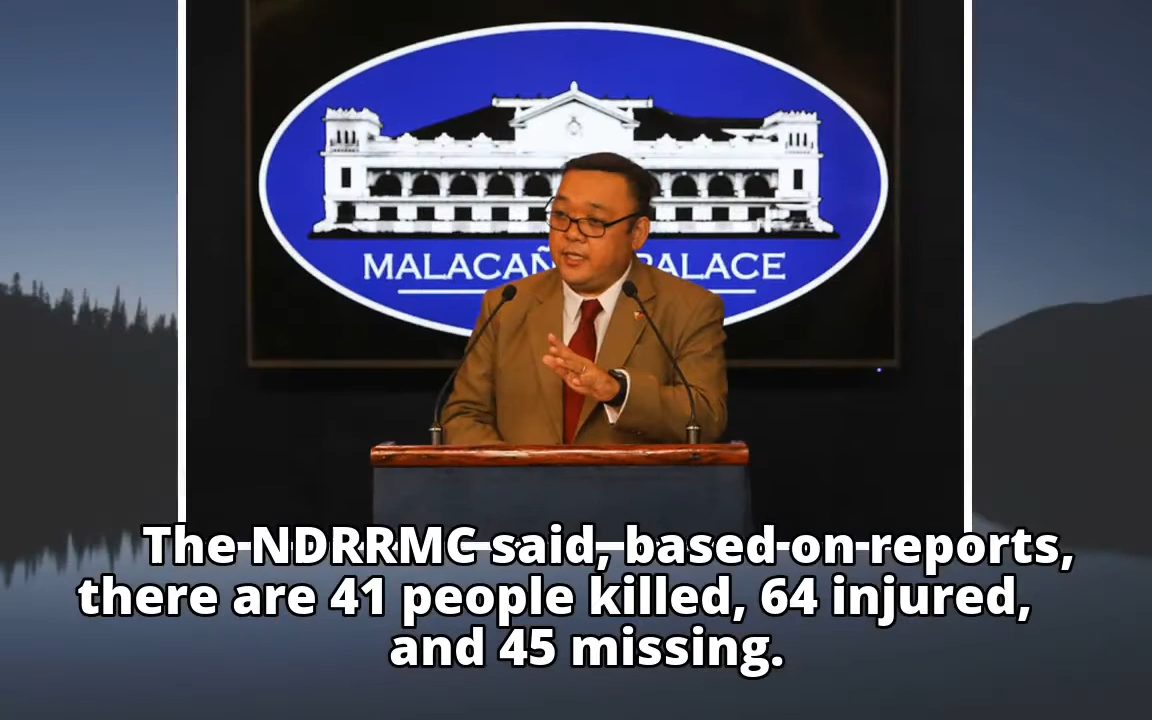 MALACAÑ PALACE
The NDRRMC said, based on reports,
there are 41 people killed, 64 injured,
and 45 missing.